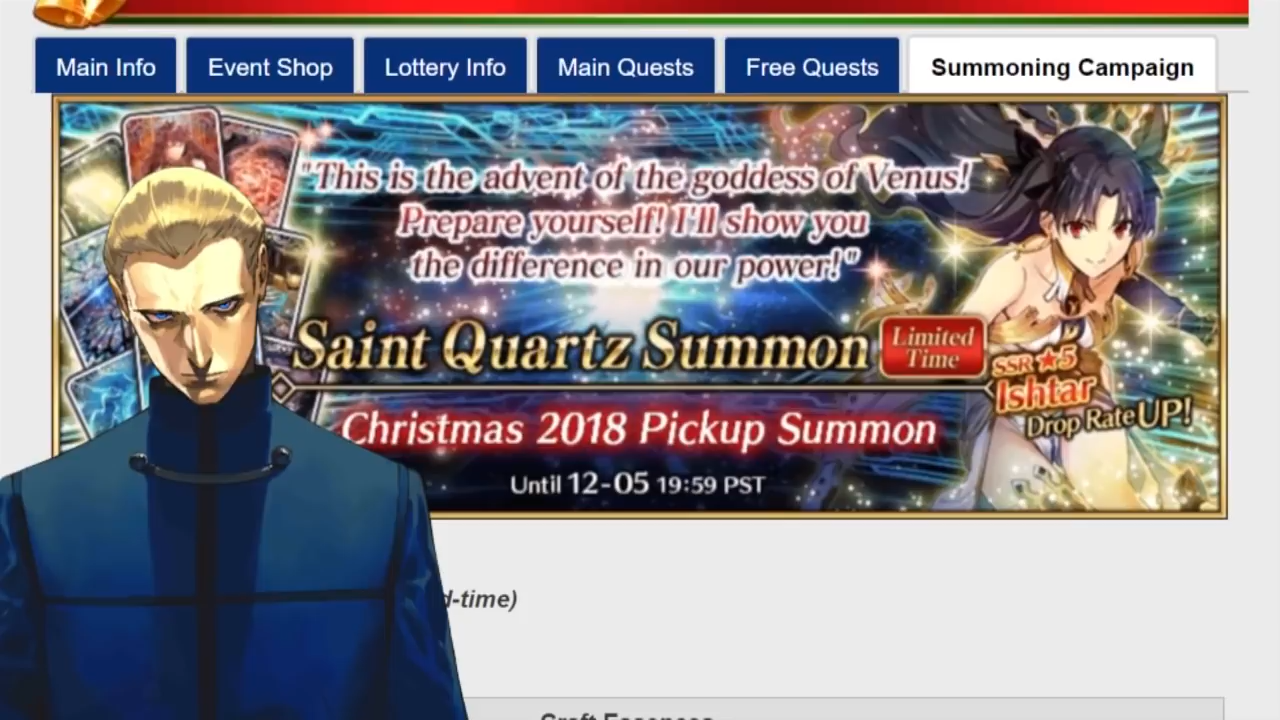 Main Info
Event Shop
Lottery Info
Main Quests
Free Quests
Summoning Campaign
"This is the advent of the goddess of Venus!
Prepare yourself! I'll show you
the difference in our power!"
Saint Quartz Summon
Limited
Time
SSR ★5
Ishtar
Drop Rate UP!
Christmas 2018 Pickup Summon
Until 12-05 19:59 PST
d-time)
Craft Essences